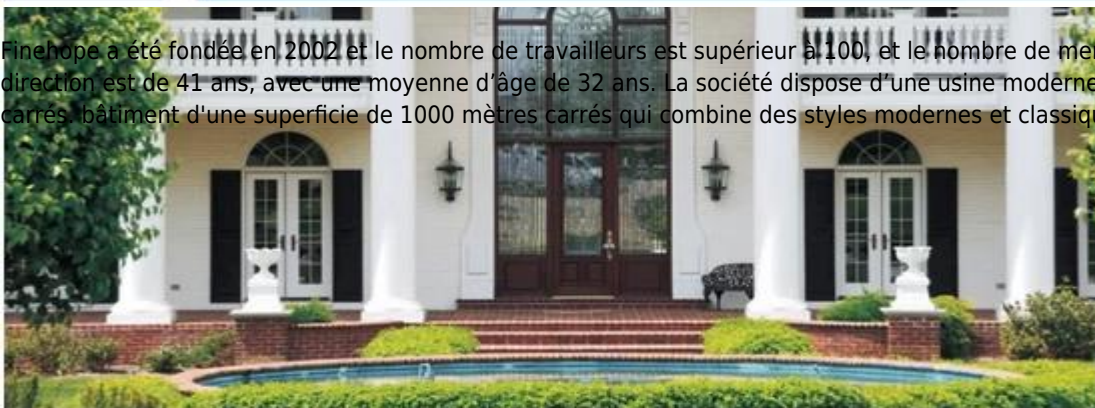 Finehope a été fondée en 2002 et le nombre de travailleurs est supérieur à 100, et le nombre de
direction est de 41 ans, avec une moyenne d’âge de 32 ans. La société dispose d’une usine moderne
carrés. bâtiment d'une superficie de 1000 mètres carrés qui combine des styles modernes et